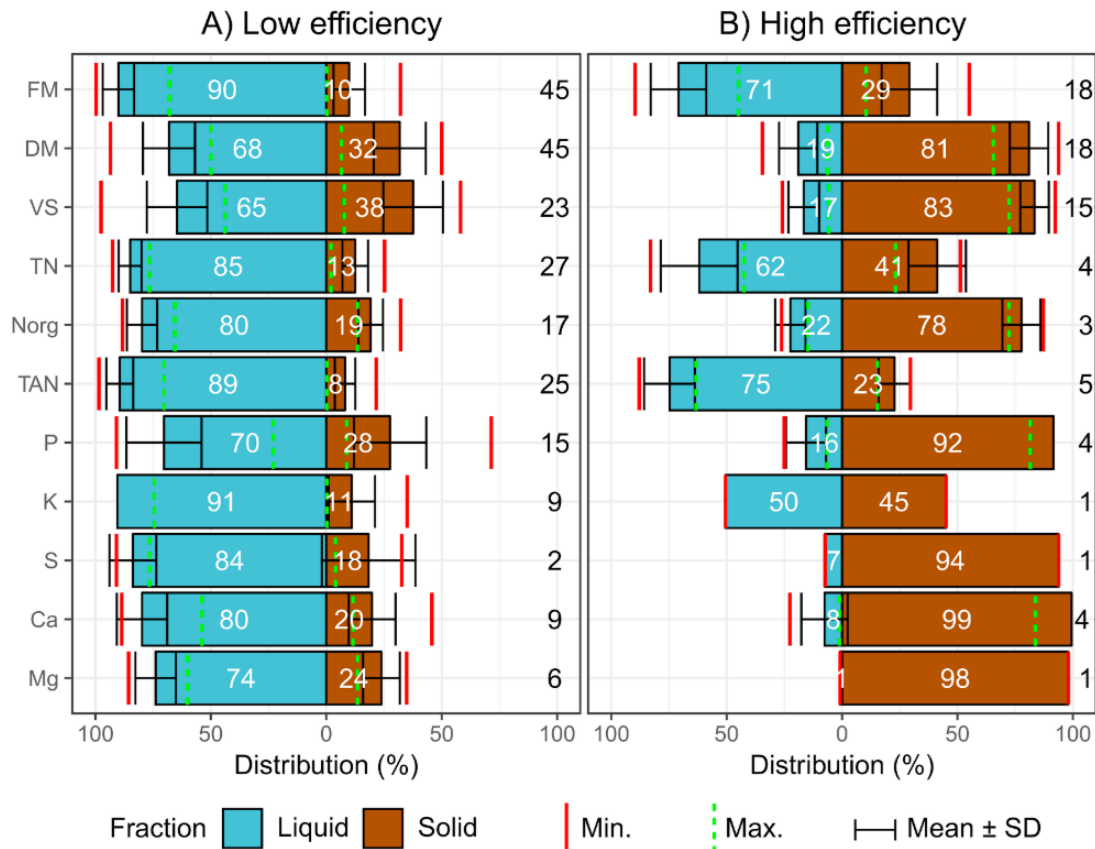 A) Low efficiency
B) High efficiency
FM 90 10 45 71 29 18
DM 68 32 45 19 81 18
VS 65 38 23 17 83 15
TN 85 13 27 62 41 4
Norg 80 19 17 22 78 3
TAN 89 8 25 75 23 5
P 70 28 15 16 92 4
K 91 11 9 50 45 1
S 84 18 2 7 94 1
Ca 80 20 9 8 99 4
Mg 74 24 6 1 98 1
100 50 0 50 100 100 50 0 50 100
Distribution (%) Distribution (%)
Fraction Liquid Solid Min. Max. Mean ± SD